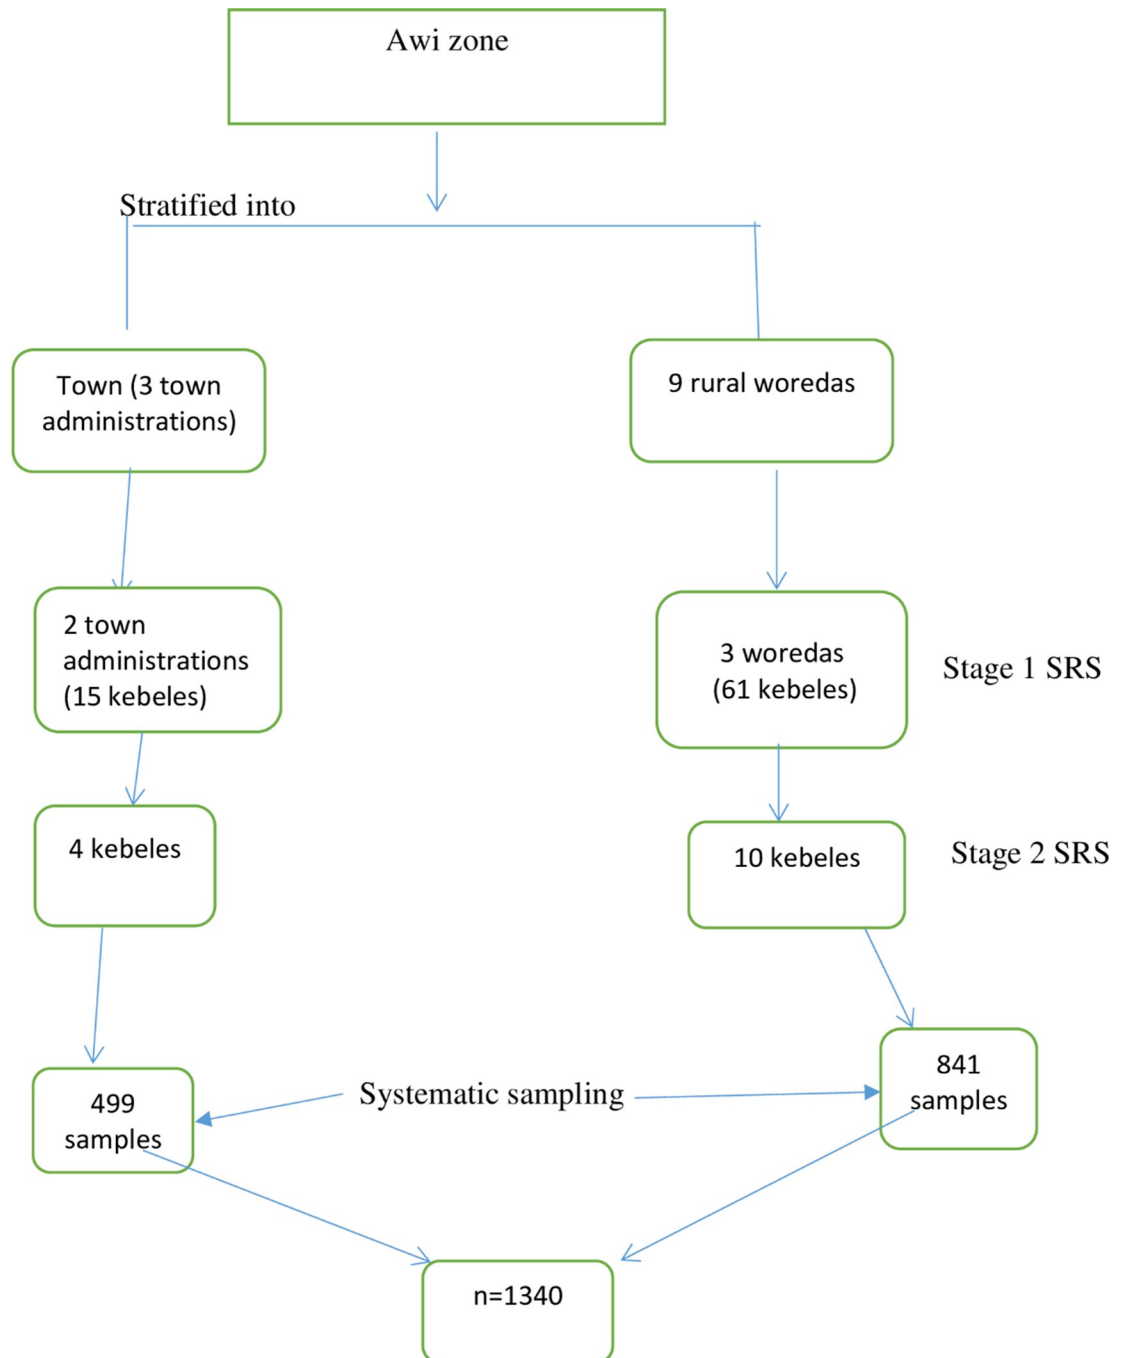 Awi zone
Stratified into
Town (3 town
administrations)
9 rural woredas
2 town
administrations
(15 kebeles)
3 woredas
(61 kebeles)
Stage 1 SRS
4 kebeles
10 kebeles
Stage 2 SRS
499
samples
Systematic sampling
841
samples
n=1340